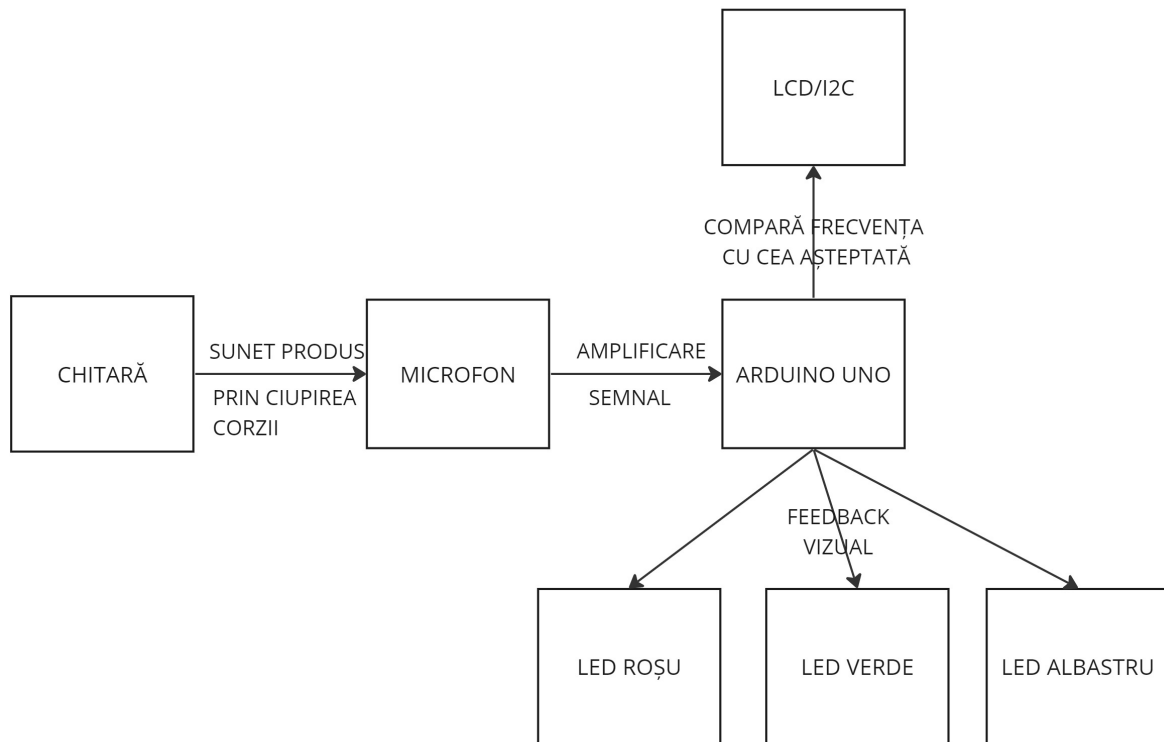 LCD/I2C
COMPARĂ FRECVENȚA
CU CEA AȘTEPTATĂ
CHITARĂ
SUNET PRODUS
PRIN CIUPIREA
CORZII
MICROFON
AMPLIFICARE
SEMNAL
ARDUINO UNO
FEEDBACK
VIZUAL
LED ROȘU
LED VERDE
LED ALBASTRU